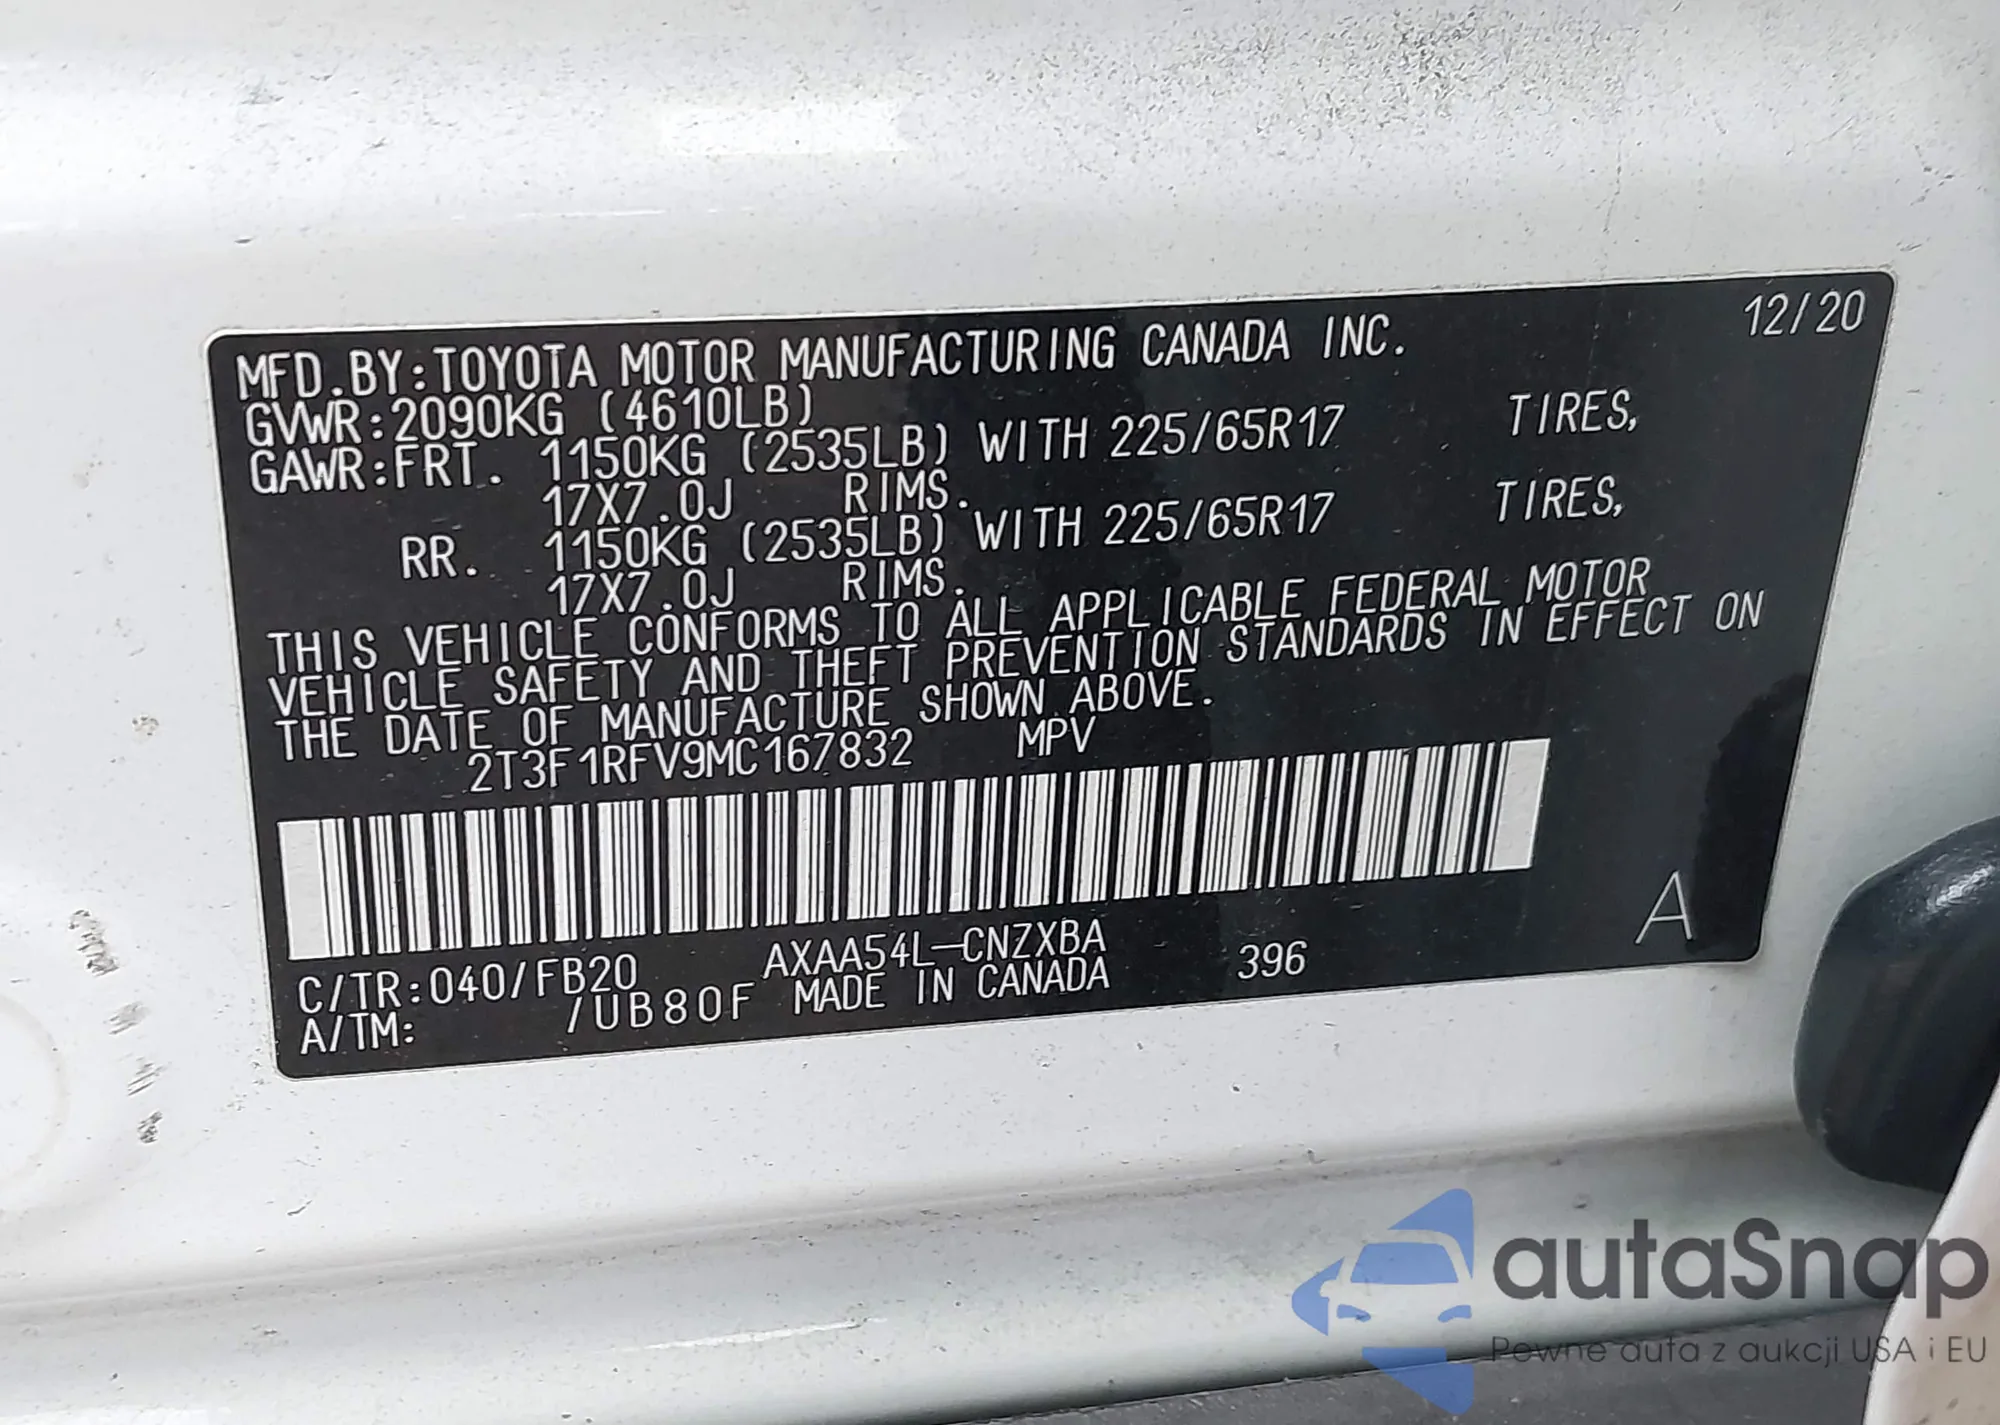 12/20
MFD.BY:TOYOTA MOTOR MANUFACTURING CANADA INC.
GVWR:2090KG (4610LB)
GAWR:FRT. 1150KG (2535LB) WITH 225/65R17 TIRES,
17X7.0J RIMS.
RR. 1150KG (2535LB) WITH 225/65R17 TIRES,
17X7.0J RIMS.
THIS VEHICLE CONFORMS TO ALL APPLICABLE FEDERAL MOTOR
VEHICLE SAFETY AND THEFT PREVENTION STANDARDS IN EFFECT ON
THE DATE OF MANUFACTURE SHOWN ABOVE.
2T3F1RFV9MC167832 MPV
A
AXAA54L-CNZXBA 396
C/TR:040/FB20 MADE IN CANADA
A/TM: /UB80F
autaSnap
Pewne auta z aukcji USA i EU